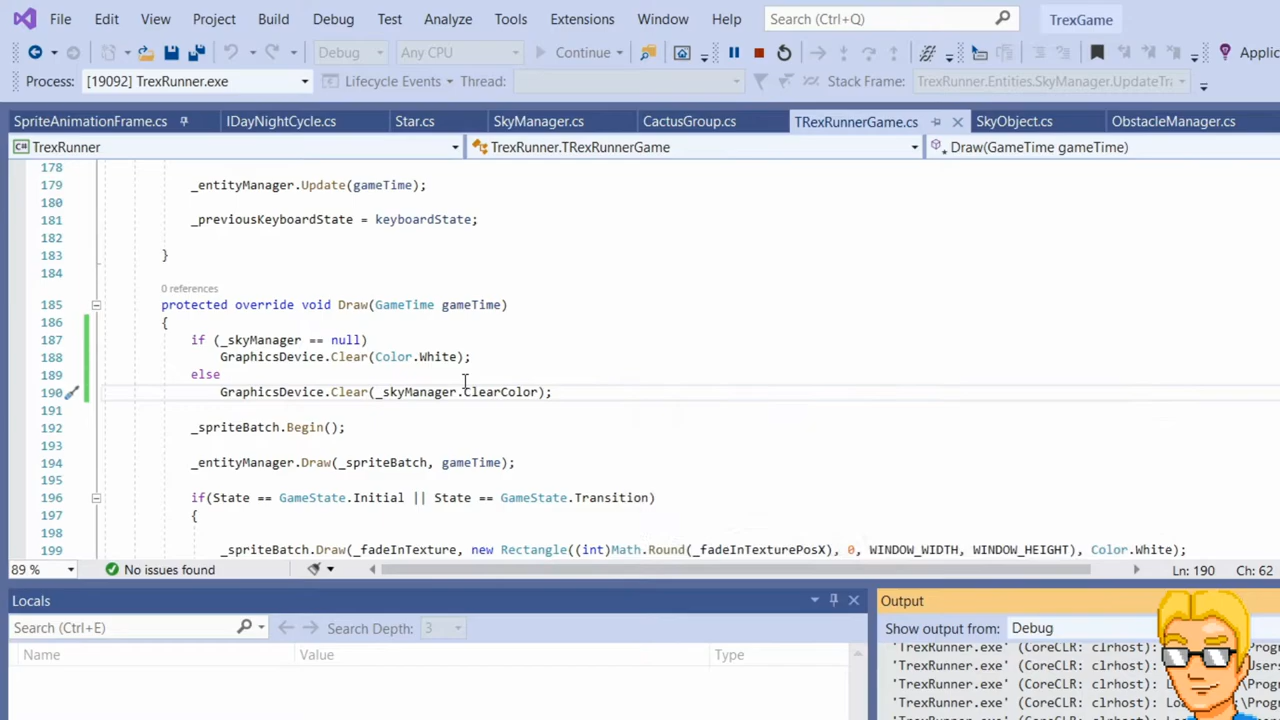 File Edit View Project Build Debug Test Analyze Tools Extensions Window Help Search (Ctrl+Q) TrexGame
Debug Any CPU Continue Applic
Process: [19092] TrexRunner.exe Lifecycle Events Thread: Stack Frame: TrexRunner.Entities.SkyManager.UpdateTra
SpriteAnimationFrame.cs IDayNightCycle.cs Star.cs SkyManager.cs CactusGroup.cs TRexRunnerGame.cs SkyObject.cs ObstacleManager.cs
TrexRunner TrexRunner.TRexRunnerGame Draw(GameTime gameTime)
178
179 _entityManager.Update(gameTime);
180
181 _previousKeyboardState = keyboardState;
182
183 }
184
0 references
185 protected override void Draw(GameTime gameTime)
186 {
187 if (_skyManager == null)
188 GraphicsDevice.Clear(Color.White);
189 else
190 GraphicsDevice.Clear(_skyManager.ClearColor);
191
192 _spriteBatch.Begin();
193
194 _entityManager.Draw(_spriteBatch, gameTime);
195
196 if(State == GameState.Initial || State == GameState.Transition)
197 {
198
199 _spriteBatch.Draw(_fadeInTexture, new Rectangle((int)Math.Round(_fadeInTexturePosX), 0, WINDOW_WIDTH, WINDOW_HEIGHT), Color.White);
89 % No issues found Ln: 190 Ch: 62
Locals
Search (Ctrl+E) Search Depth: 3
Name Value Type
Output
Show output from: Debug
'TrexRunner.exe' (CoreCLR: clrhost): \Prog
'TrexRunner.exe' (CoreCLR: clrhost): Users
'TrexRunner.exe' (CoreCLR: clrhost): L \Prog
'TrexRunner.exe' (CoreCLR: clrhost): Lo \Prog